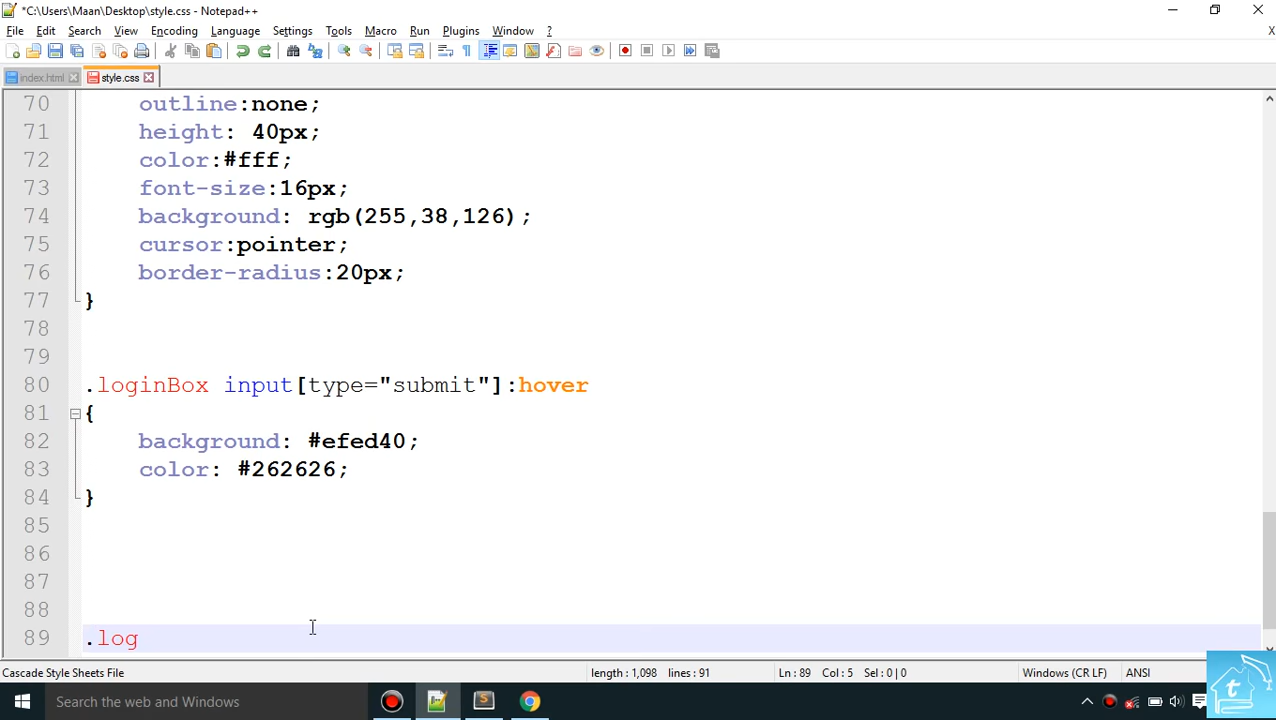 *C:\Users\Maan\Desktop\style.css - Notepad++
File Edit Search View Encoding Language Settings Tools Macro Run Plugins Window ?
X
index.html style.css
70 outline:none;
71 height: 40px;
72 color:#fff;
73 font-size:16px;
74 background: rgb(255,38,126);
75 cursor:pointer;
76 border-radius:20px;
77 }
78
79
80 .loginBox input[type="submit"]:hover
81 {
82 background: #efed40;
83 color: #262626;
84 }
85
86
87
88
89 .log
Cascade Style Sheets File length : 1,098 lines : 91 Ln : 89 Col : 5 Sel : 0 | 0 Windows (CR LF) ANSI
Search the web and Windows